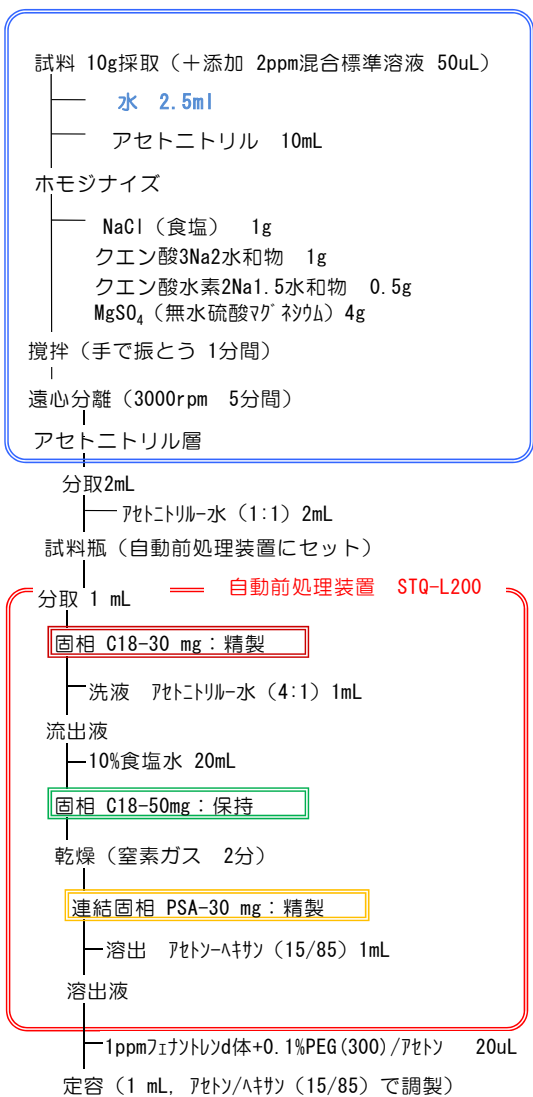 試料 10g採取（＋添加 2ppm混合標準溶液 50uL）
水 2.5ml
アセトニトリル 10mL
ホモジナイズ
NaCl（食塩） 1g
クエン酸3Na2水和物 1g
クエン酸水素2Na1.5水和物 0.5g
MgSO₄（無水硫酸ﾏｸﾞﾈｼｳﾑ）4g
撹拌（手で振とう 1分間）
遠心分離（3000rpm 5分間）
アセトニトリル層
分取2mL
ｱｾﾄﾆﾄﾘﾙｰ水（1:1）2mL
試料瓶（自動前処理装置にセット）
自動前処理装置 STQ-L200
分取 1 mL
固相 C18-30 mg：精製
洗液 ｱｾﾄﾆﾄﾘﾙｰ水（4:1）1mL
流出液
10%食塩水 20mL
固相 C18-50mg：保持
乾燥（窒素ガス 2分）
連結固相 PSA-30 mg：精製
溶出 ｱｾﾄﾝｰﾍｷｻﾝ（15/85）1mL
溶出液
1ppmﾌｪﾅﾝﾄﾚﾝd体+0.1%PEG(300)/ｱｾﾄﾝ 20uL
定容（1 mL, ｱｾﾄﾝ/ﾍｷｻﾝ（15/85）で調製）